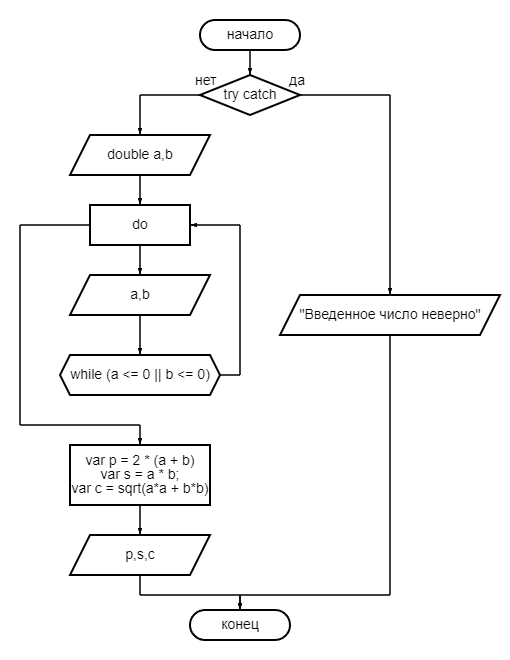 начало
нет
да
try catch
double a,b
do
a,b
"Введенное число неверно"
while (a <= 0 || b <= 0)
var p = 2 * (a + b)
var s = a * b;
var c = sqrt(a*a + b*b)
p,s,c
конец